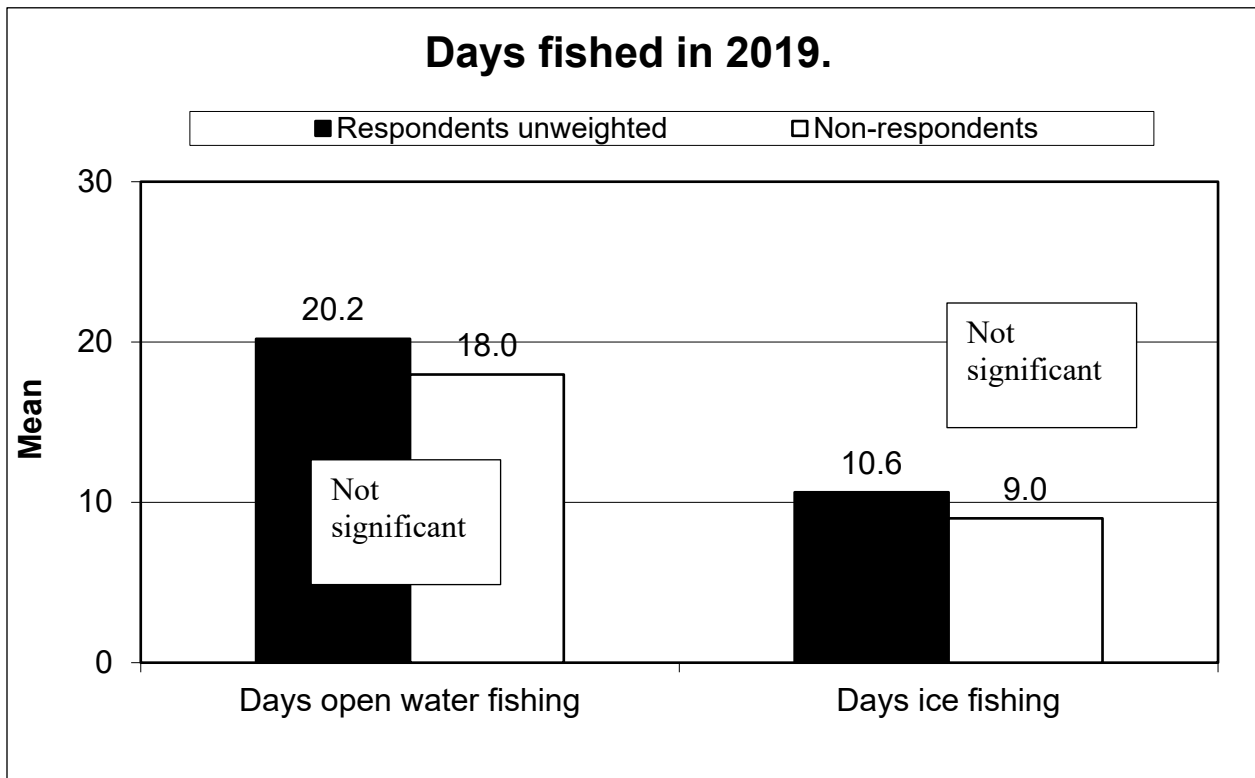 Days fished in 2019.
Respondents unweighted Non-respondents
30
20
10
0
Mean
20.2
18.0
Not
significant
10.6
9.0
Not
significant
Days open water fishing
Days ice fishing